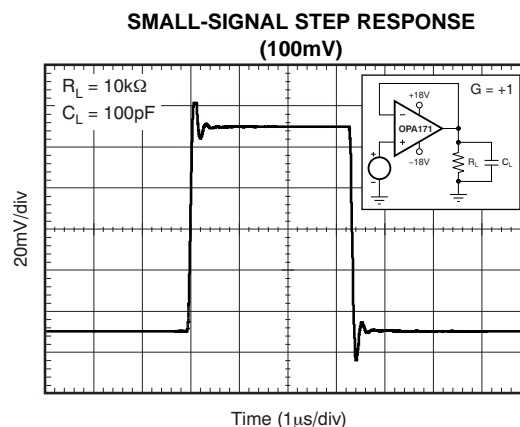 SMALL-SIGNAL STEP RESPONSE
(100mV)
R_L = 10kΩ
C_L = 100pF
G = +1
+18V
−
OPA171
+
−18V
+
−
R_L
C_L
20mV/div
Time (1μs/div)